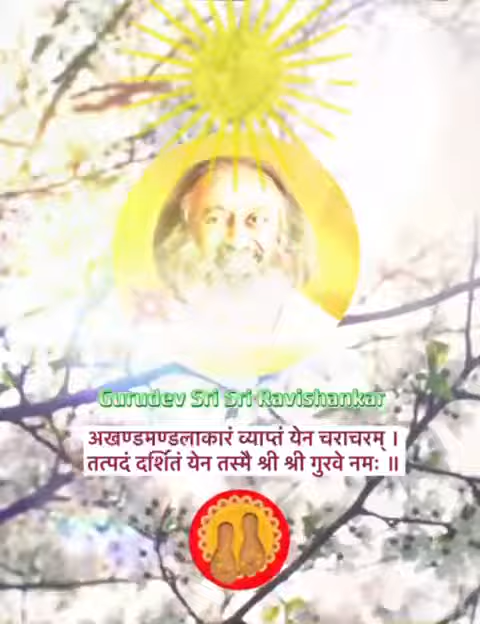 Gurudev Sri Sri Ravishankar
अखण्डमण्डलाकारं व्याप्तं येन चराचरम् ।
तत्पदं दर्शितं येन तस्मै श्री श्री गुरवे नमः ॥